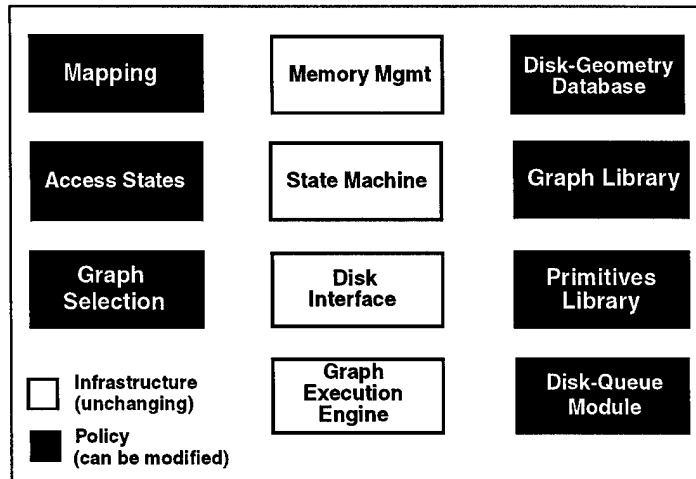 Mapping
Memory Mgmt
Disk-Geometry
Database
Access States
State Machine
Graph Library
Graph
Selection
Disk
Interface
Primitives
Library
Infrastructure
(unchanging)
Graph
Execution
Engine
Disk-Queue
Module
Policy
(can be modified)